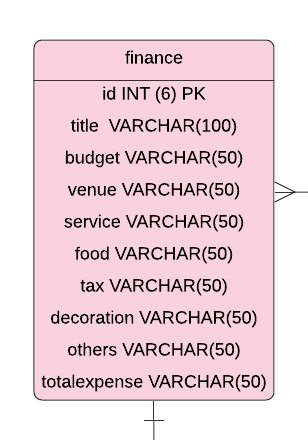 finance
id INT (6) PK
title  VARCHAR(100)
budget VARCHAR(50)
venue VARCHAR(50)
service VARCHAR(50)
food VARCHAR(50)
tax VARCHAR(50)
decoration VARCHAR(50)
others VARCHAR(50)
totalexpense VARCHAR(50)